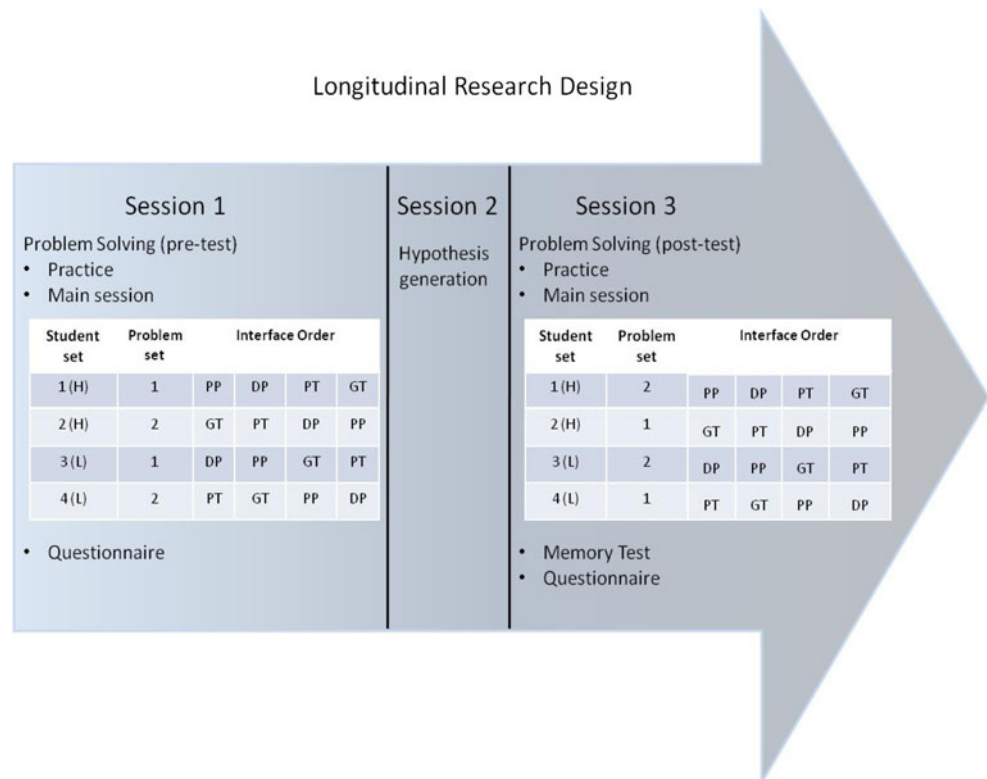 Longitudinal Research Design
Session 1
Problem Solving (pre-test)
• Practice
• Main session
Student set Problem set Interface Order
1 (H) 1 PP DP PT GT
2 (H) 2 GT PT DP PP
3 (L) 1 DP PP GT PT
4 (L) 2 PT GT PP DP
• Questionnaire
Session 2
Hypothesis
generation
Session 3
Problem Solving (post-test)
• Practice
• Main session
Student set Problem set Interface Order
1 (H) 2 PP DP PT GT
2 (H) 1 GT PT DP PP
3 (L) 2 DP PP GT PT
4 (L) 1 PT GT PP DP
• Memory Test
• Questionnaire